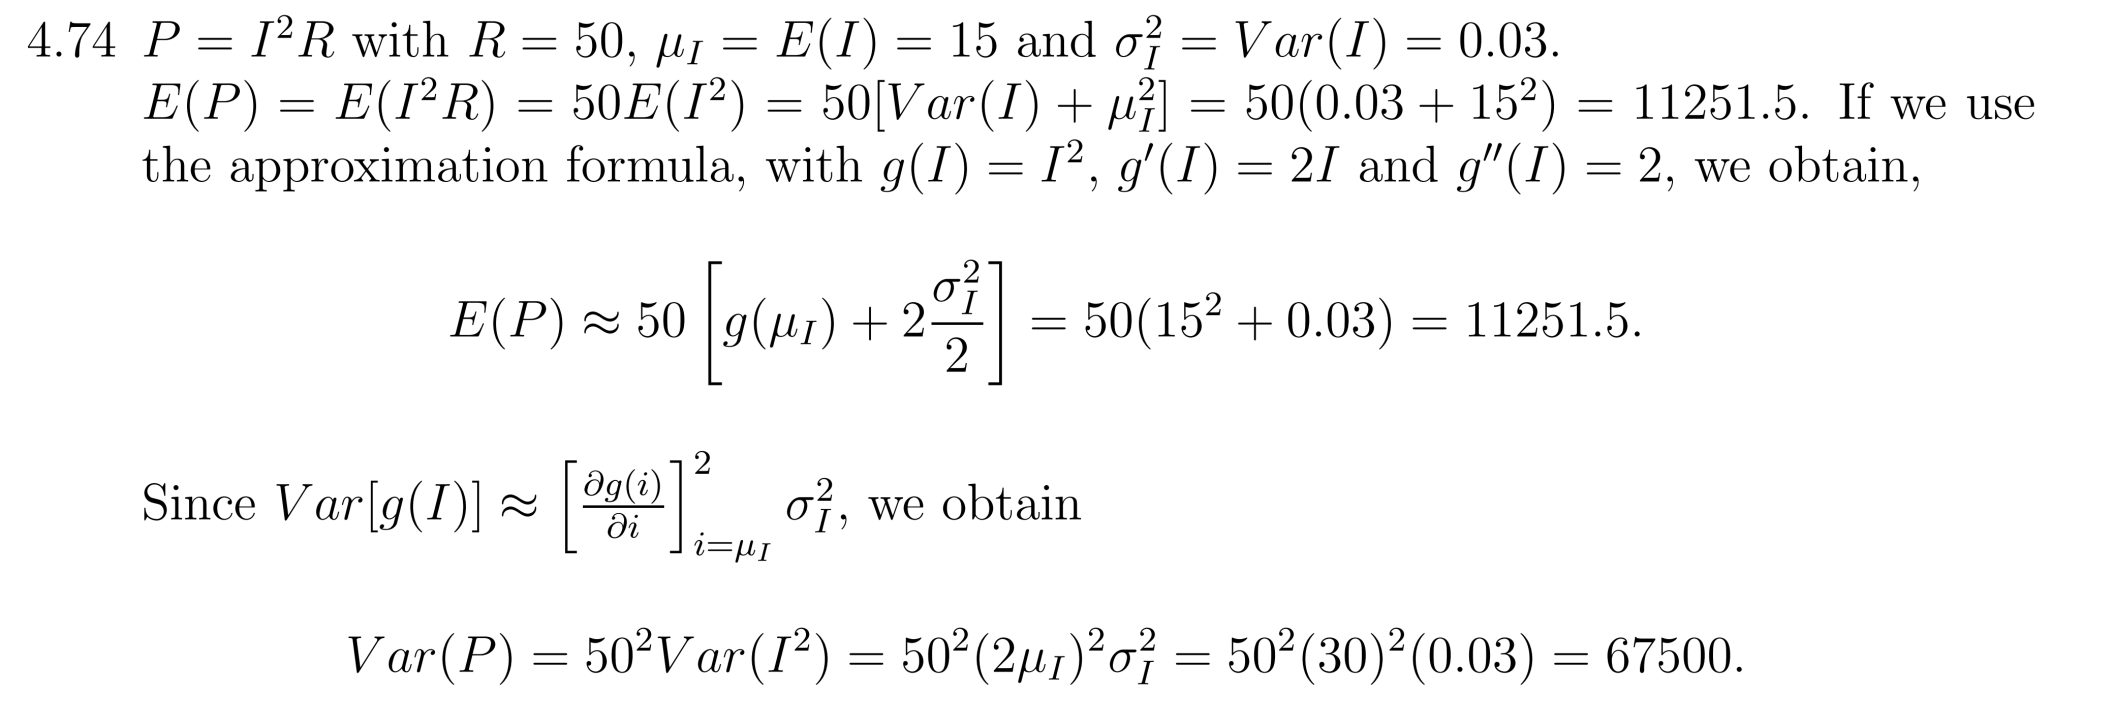 4.74 P = I²R with R = 50, μ_I = E(I) = 15 and σ_I² = Var(I) = 0.03.
E(P) = E(I²R) = 50E(I²) = 50[Var(I) + μ_I²] = 50(0.03 + 15²) = 11251.5. If we use
the approximation formula, with g(I) = I², g′(I) = 2I and g″(I) = 2, we obtain,
E(P) ≈ 50 [g(μ_I) + 2 σ_I²/2] = 50(15² + 0.03) = 11251.5.
Since Var[g(I)] ≈ [∂g(i)/∂i]²_{i=μ_I} σ_I², we obtain
Var(P) = 50²Var(I²) = 50²(2μ_I)²σ_I² = 50²(30)²(0.03) = 67500.